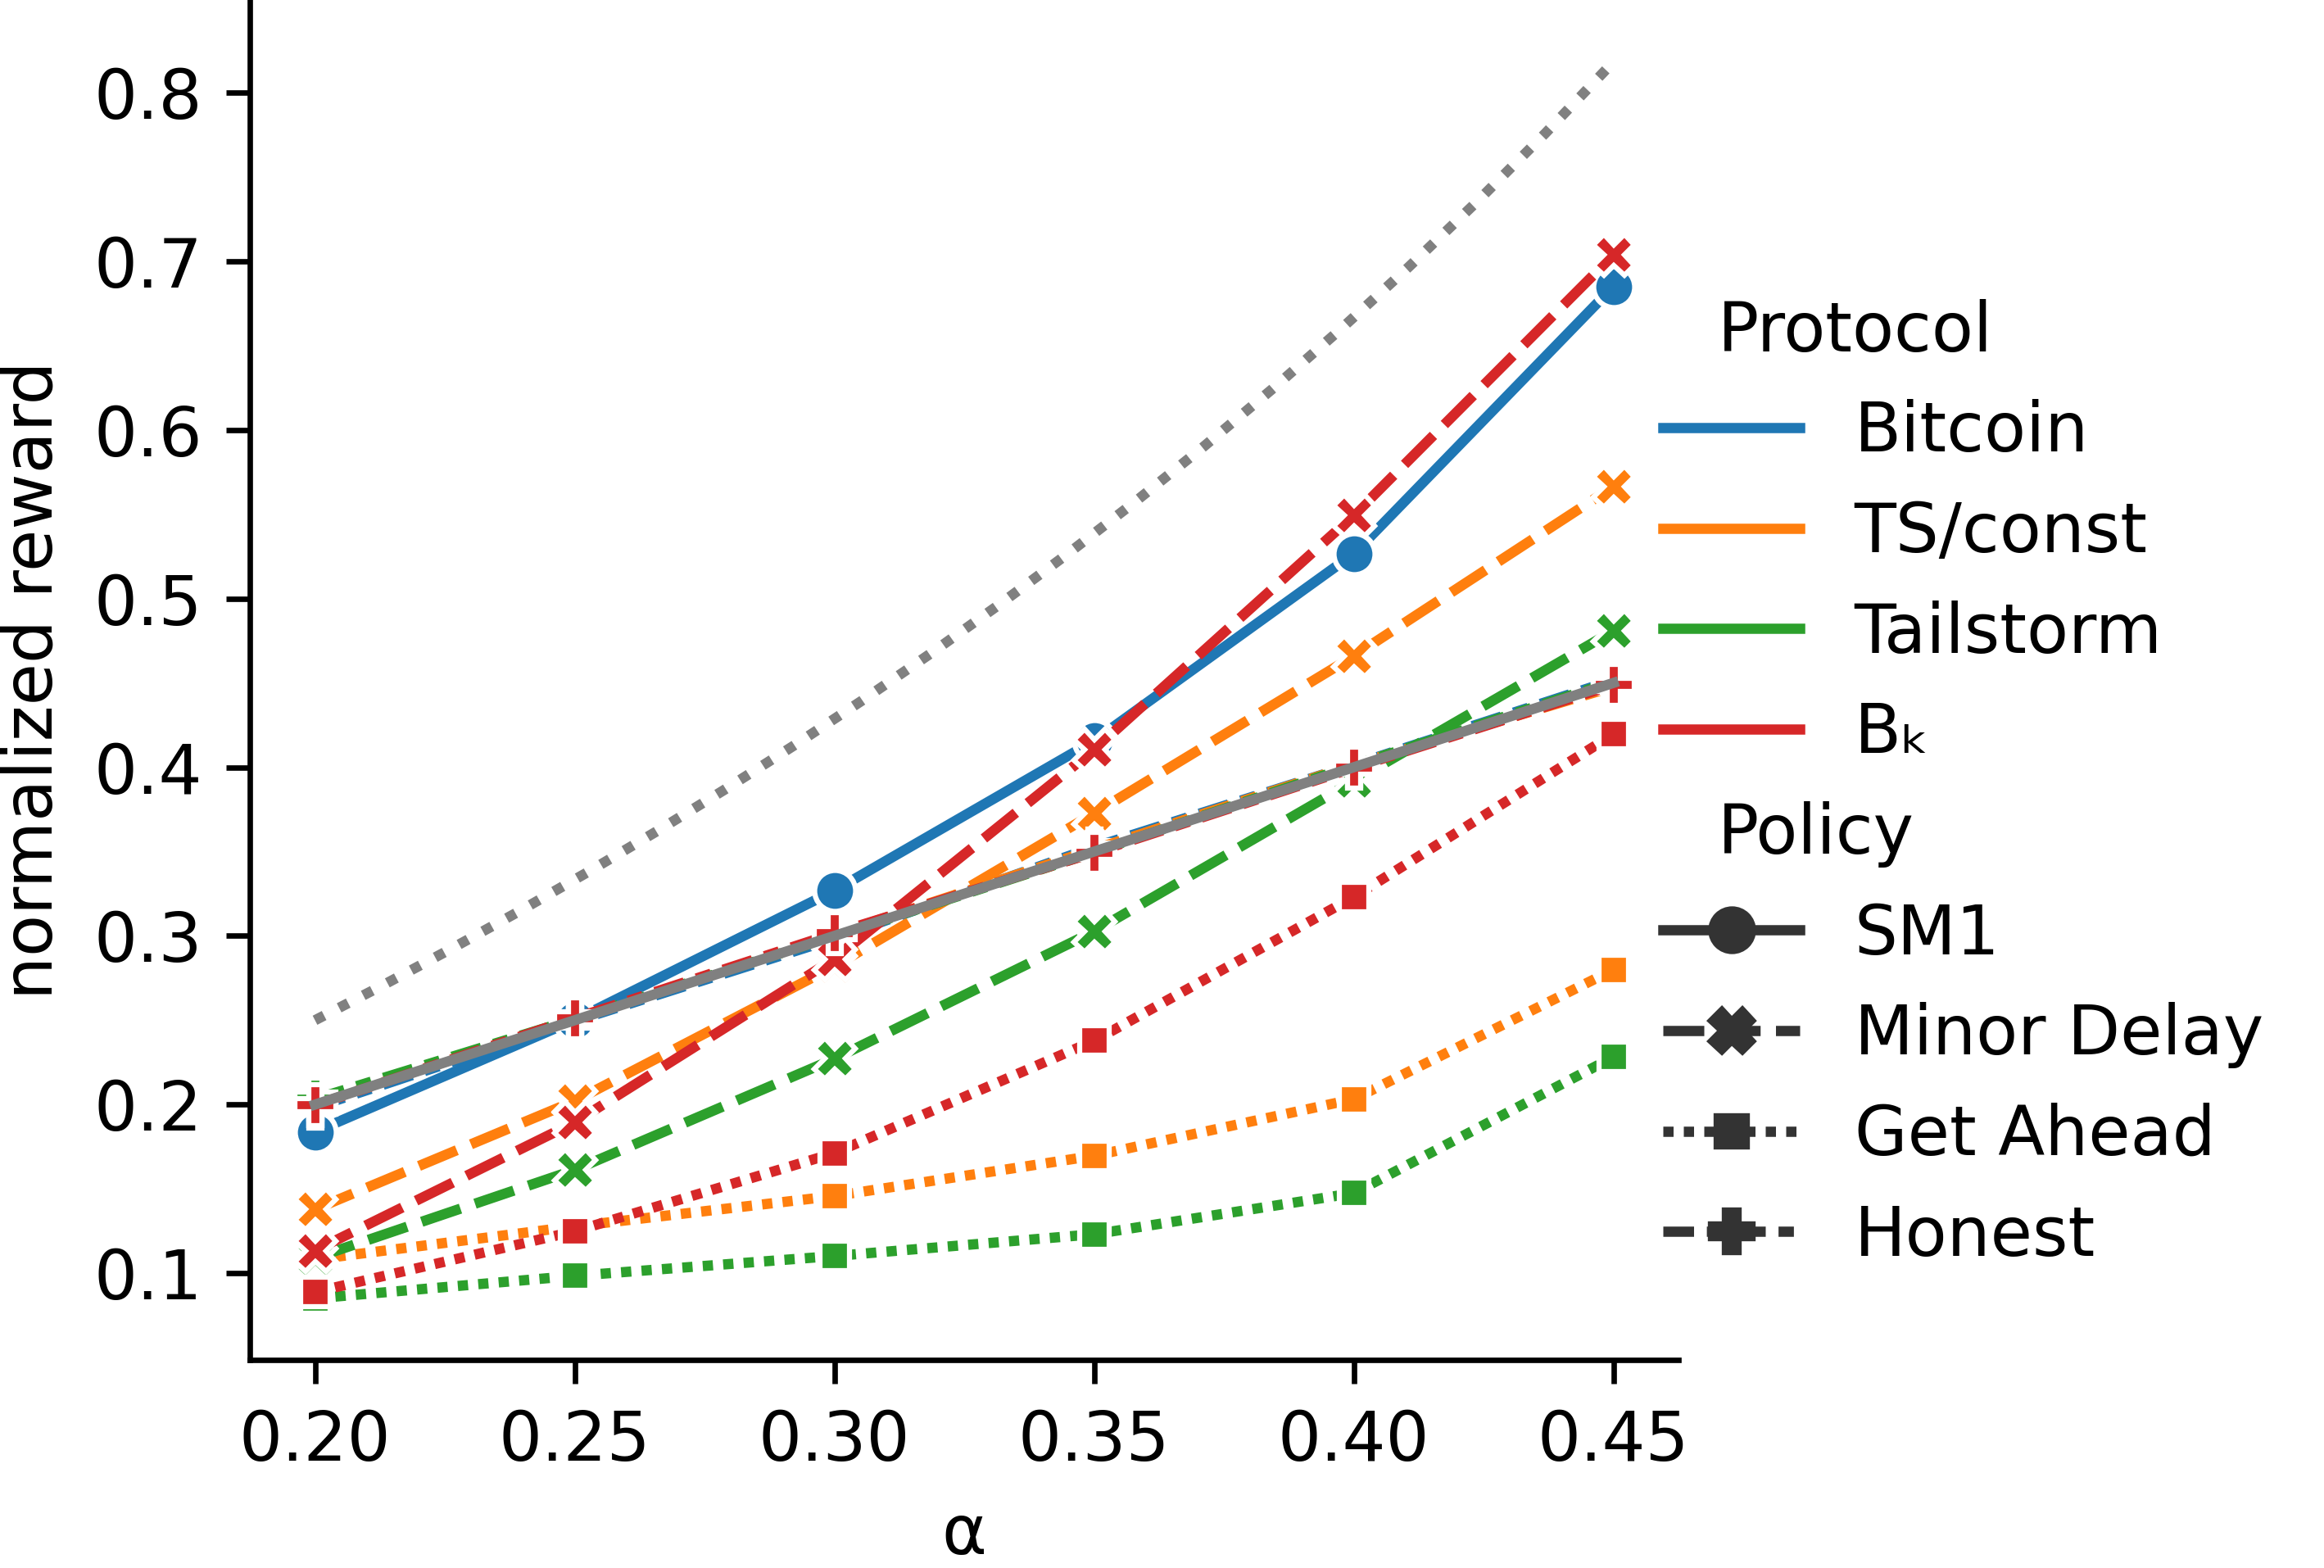 normalized reward
0.8
0.7
0.6
0.5
0.4
0.3
0.2
0.1
0.20 0.25 0.30 0.35 0.40 0.45
α
Protocol
Bitcoin
TS/const
Tailstorm
Bₖ
Policy
SM1
Minor Delay
Get Ahead
Honest